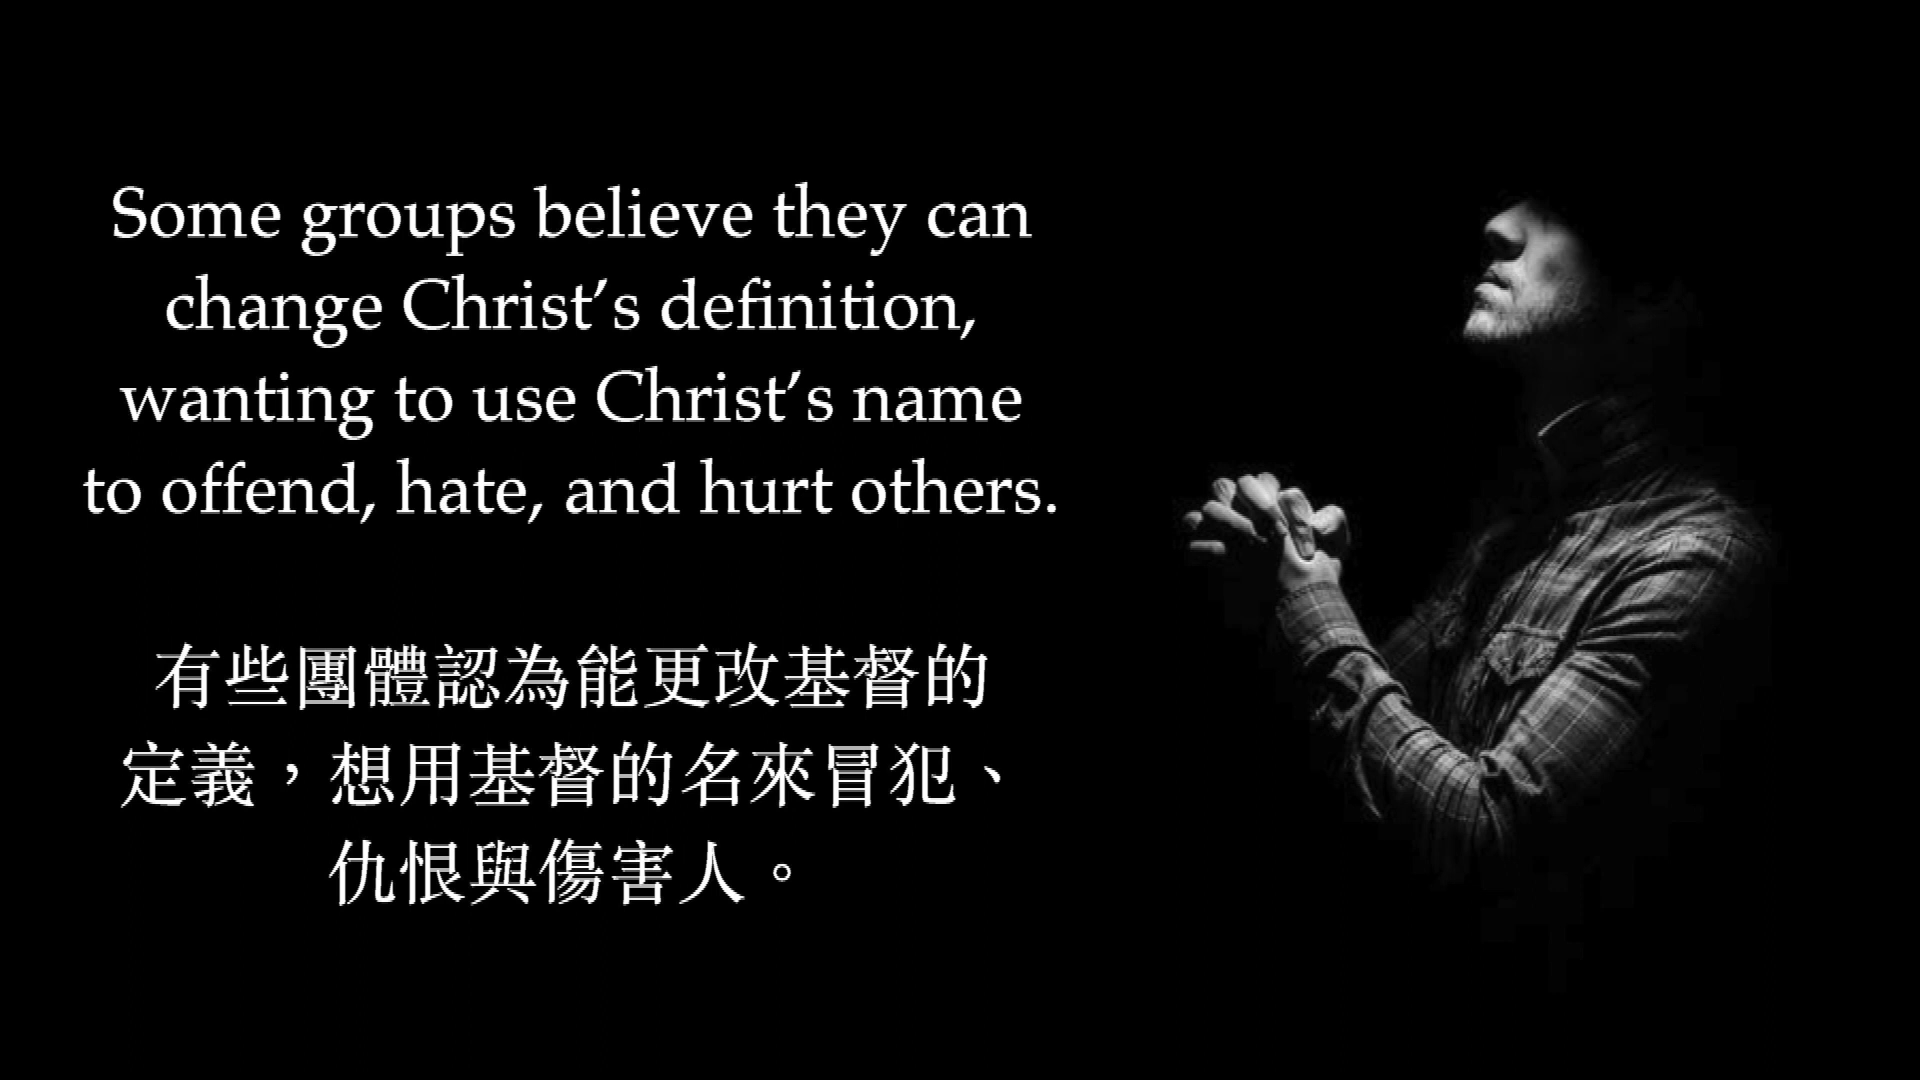 Some groups believe they can
change Christ’s definition,
wanting to use Christ’s name
to offend, hate, and hurt others.
有些團體認為能更改基督的
定義，想用基督的名來冒犯、
仇恨與傷害人。